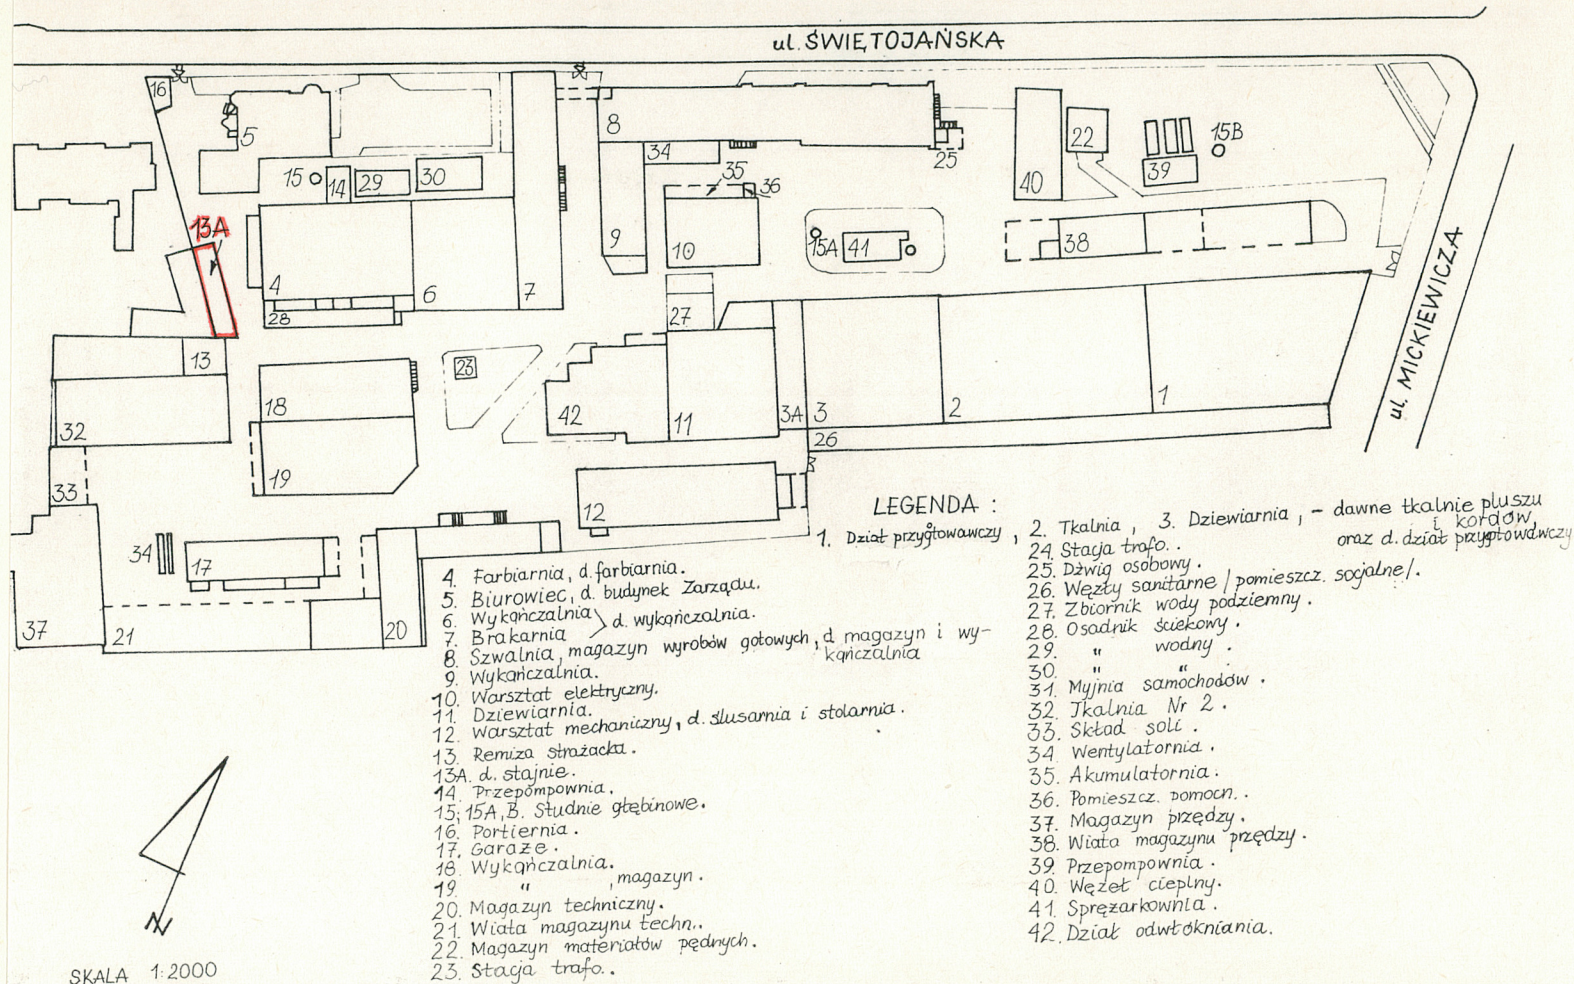 ul. ŚWIĘTOJAŃSKA
16
5
8
34
25
22
15B
39
40
15
14
29
30
35
36
13A
4
6
7
9
10
15A
41
38
ul. MICKIEWICZA
28
27
13
23
18
42
11
3A
3
2
1
32
26
19
33
12
34
17
37
21
20
LEGENDA :
1. Dział przygtowawczy , 2. Tkalnia , 3. Dziewiarnia , – dawne tkalnie pluszu
i kordów,
oraz d. dział przygtowawczy
4. Farbiarnia, d. farbiarnia.
5. Biurowiec, d. budynek Zarządu.
6. Wykańczalnia
7. Brakarnia
d. wykańczalnia.
8. Szwalnia, magazyn wyrobów gotowych, d magazyn i wy-
kańczalnia
9. Wykańczalnia.
10. Warsztat elektryczny.
11. Dziewiarnia.
12. Warsztat mechaniczny, d. ślusarnia i stolarnia.
13. Remiza strażacka.
13A. d. stajnie.
14. Przepompownia.
15; 15A, B. Studnie głębinowe.
16. Portiernia.
17. Garaże.
18. Wykańczalnia.
19. " , magazyn.
20. Magazyn techniczny.
21. Wiata magazynu techn..
22. Magazyn materiałów pędnych.
23. Stacja trafo..
24. Stacja trafo..
25. Dźwig osobowy.
26. Węzły sanitarne / pomieszcz. socjalne/.
27. Zbiornik wody podziemny.
28. Osadnik ściekowy.
29. " wodny.
30. " " .
31. Myjnia samochodów.
32. Tkalnia Nr 2.
33. Skład soli.
34. Wentylatornia.
35. Akumulatornia.
36. Pomieszcz. pomocn..
37. Magazyn przędzy.
38. Wiata magazynu przędzy.
39. Przepompownia.
40. Węzeł cieplny.
41. Sprężarkownia.
42. Dział odwłókniania.
N
SKALA 1:2000